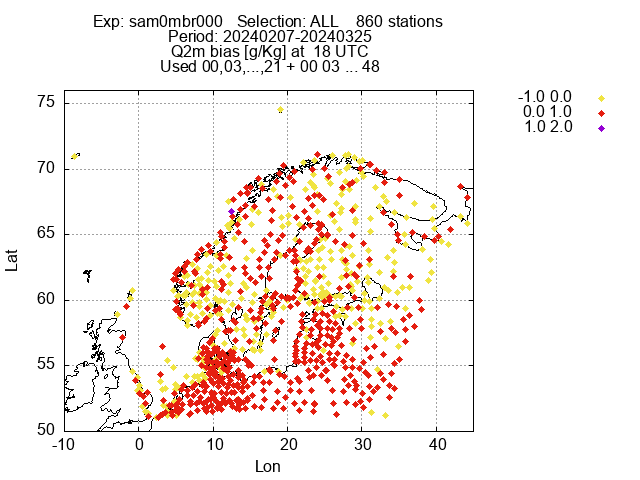 Exp: sam0mbr000 Selection: ALL 860 stations
Period: 20240207-20240325
Q2m bias [g/Kg] at 18 UTC
Used 00,03,...,21 + 00 03 ... 48
-1.0 0.0
0.0 1.0
1.0 2.0
75
70
65
60
55
50
Lat
-10 0 10 20 30 40
Lon